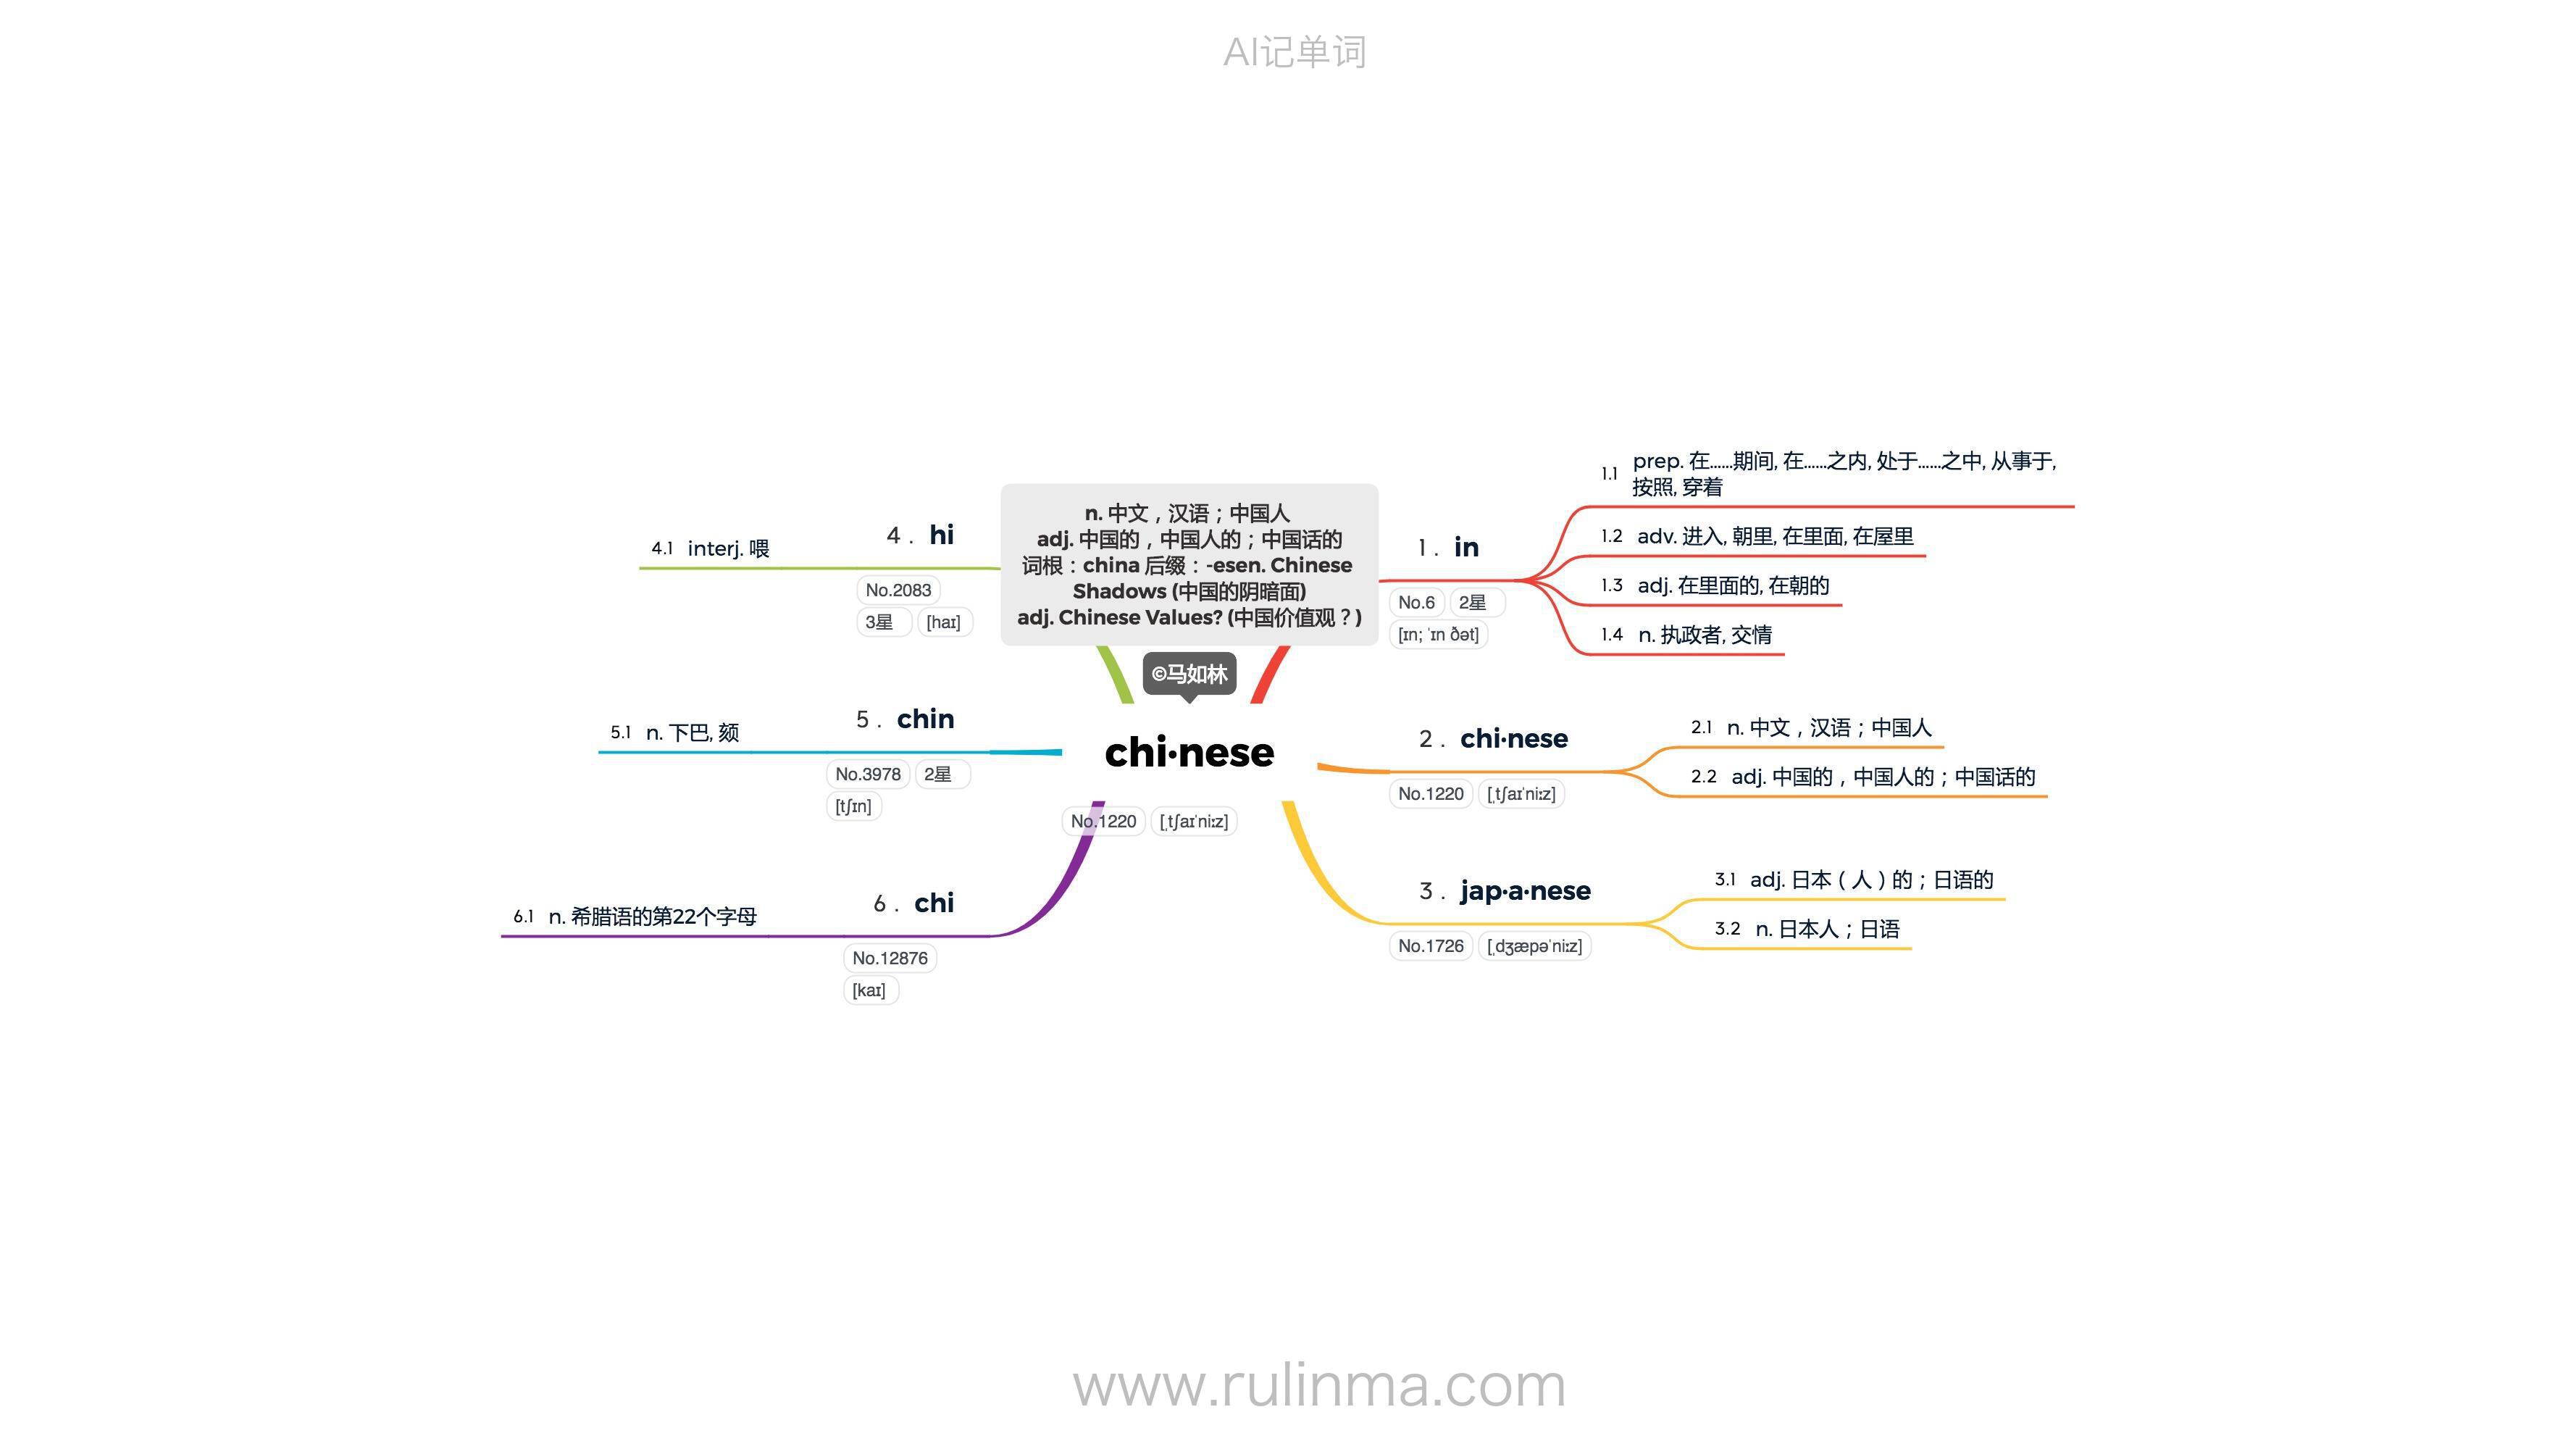 AI记单词
n. 中文，汉语；中国人
adj. 中国的，中国人的；中国话的
词根：china 后缀：-esen. Chinese
Shadows (中国的阴暗面)
adj. Chinese Values? (中国价值观？)
©马如林
chi·nese
No.1220 [ˌtʃaɪˈniːz]
1. in
No.6 2星
[ɪn; ˈɪn ðət]
1.1 prep. 在……期间, 在……之内, 处于……之中, 从事于,
按照, 穿着
1.2 adv. 进入, 朝里, 在里面, 在屋里
1.3 adj. 在里面的, 在朝的
1.4 n. 执政者, 交情
2. chi·nese
No.1220 [ˌtʃaɪˈniːz]
2.1 n. 中文，汉语；中国人
2.2 adj. 中国的，中国人的；中国话的
3. jap·a·nese
No.1726 [ˌdʒæpəˈniːz]
3.1 adj. 日本（人）的；日语的
3.2 n. 日本人；日语
4. hi
No.2083
3星 [haɪ]
4.1 interj. 喂
5. chin
No.3978 2星
[tʃɪn]
5.1 n. 下巴, 颏
6. chi
No.12876
[kaɪ]
6.1 n. 希腊语的第22个字母
www.rulinma.com